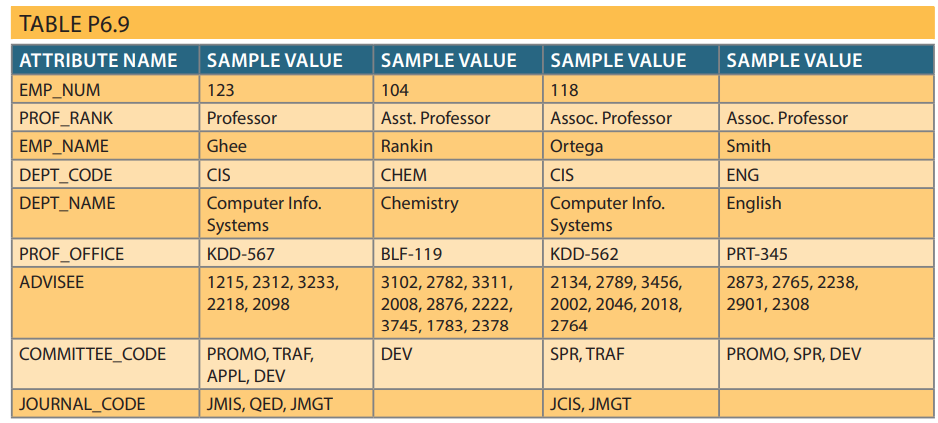 TABLE P6.9
ATTRIBUTE NAME SAMPLE VALUE SAMPLE VALUE SAMPLE VALUE SAMPLE VALUE
EMP_NUM 123 104 118
PROF_RANK Professor Asst. Professor Assoc. Professor Assoc. Professor
EMP_NAME Ghee Rankin Ortega Smith
DEPT_CODE CIS CHEM CIS ENG
DEPT_NAME Computer Info. Chemistry Computer Info. English
Systems Systems
PROF_OFFICE KDD-567 BLF-119 KDD-562 PRT-345
ADVISEE 1215, 2312, 3233, 3102, 2782, 3311, 2134, 2789, 3456, 2873, 2765, 2238,
2218, 2098 2008, 2876, 2222, 2002, 2046, 2018, 2901, 2308
3745, 1783, 2378 2764
COMMITTEE_CODE PROMO, TRAF, DEV SPR, TRAF PROMO, SPR, DEV
APPL, DEV
JOURNAL_CODE JMIS, QED, JMGT JCIS, JMGT